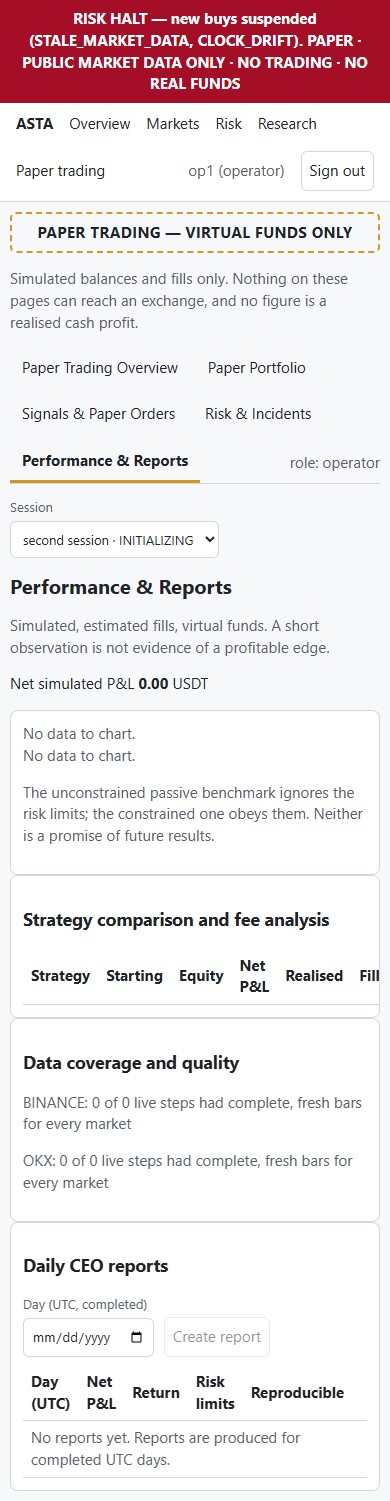 RISK HALT — new buys suspended
(STALE_MARKET_DATA, CLOCK_DRIFT). PAPER ·
PUBLIC MARKET DATA ONLY · NO TRADING · NO
REAL FUNDS
ASTA Overview Markets Risk Research
Paper trading op1 (operator) Sign out
PAPER TRADING — VIRTUAL FUNDS ONLY
Simulated balances and fills only. Nothing on these
pages can reach an exchange, and no figure is a
realised cash profit.
Paper Trading Overview Paper Portfolio
Signals & Paper Orders Risk & Incidents
Performance & Reports role: operator
Session
second session · INITIALIZING
Performance & Reports
Simulated, estimated fills, virtual funds. A short
observation is not evidence of a profitable edge.
Net simulated P&L 0.00 USDT
No data to chart.
No data to chart.
The unconstrained passive benchmark ignores the
risk limits; the constrained one obeys them. Neither
is a promise of future results.
Strategy comparison and fee analysis
Strategy Starting Equity Net P&L Realised Fill
Data coverage and quality
BINANCE: 0 of 0 live steps had complete, fresh bars
for every market
OKX: 0 of 0 live steps had complete, fresh bars for
every market
Daily CEO reports
Day (UTC, completed)
mm/dd/yyyy Create report
Day (UTC) Net P&L Return Risk limits Reproducible
No reports yet. Reports are produced for
completed UTC days.